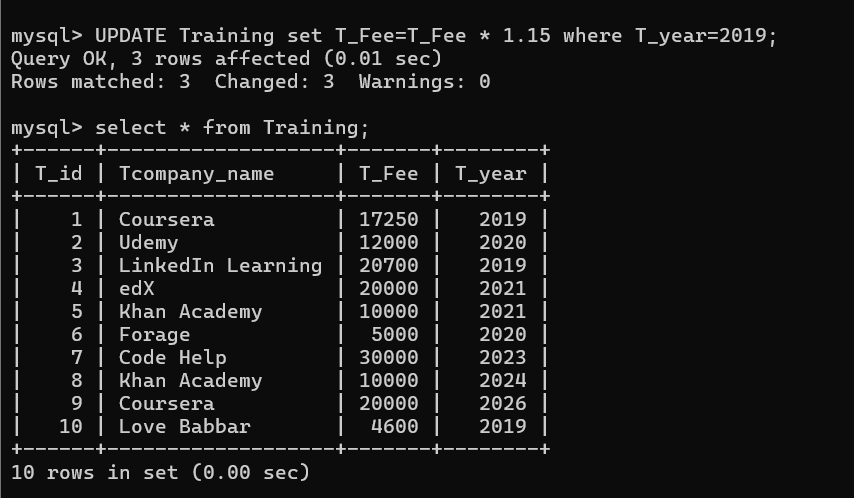 mysql> UPDATE Training set T_Fee=T_Fee * 1.15 where T_year=2019;
Query OK, 3 rows affected (0.01 sec)
Rows matched: 3  Changed: 3  Warnings: 0

mysql> select * from Training;
+------+-------------------+-------+--------+
| T_id | Tcompany_name     | T_Fee | T_year |
+------+-------------------+-------+--------+
|    1 | Coursera          | 17250 |   2019 |
|    2 | Udemy             | 12000 |   2020 |
|    3 | LinkedIn Learning | 20700 |   2019 |
|    4 | edX               | 20000 |   2021 |
|    5 | Khan Academy      | 10000 |   2021 |
|    6 | Forage            |  5000 |   2020 |
|    7 | Code Help         | 30000 |   2023 |
|    8 | Khan Academy      | 10000 |   2024 |
|    9 | Coursera          | 20000 |   2026 |
|   10 | Love Babbar       |  4600 |   2019 |
+------+-------------------+-------+--------+
10 rows in set (0.00 sec)